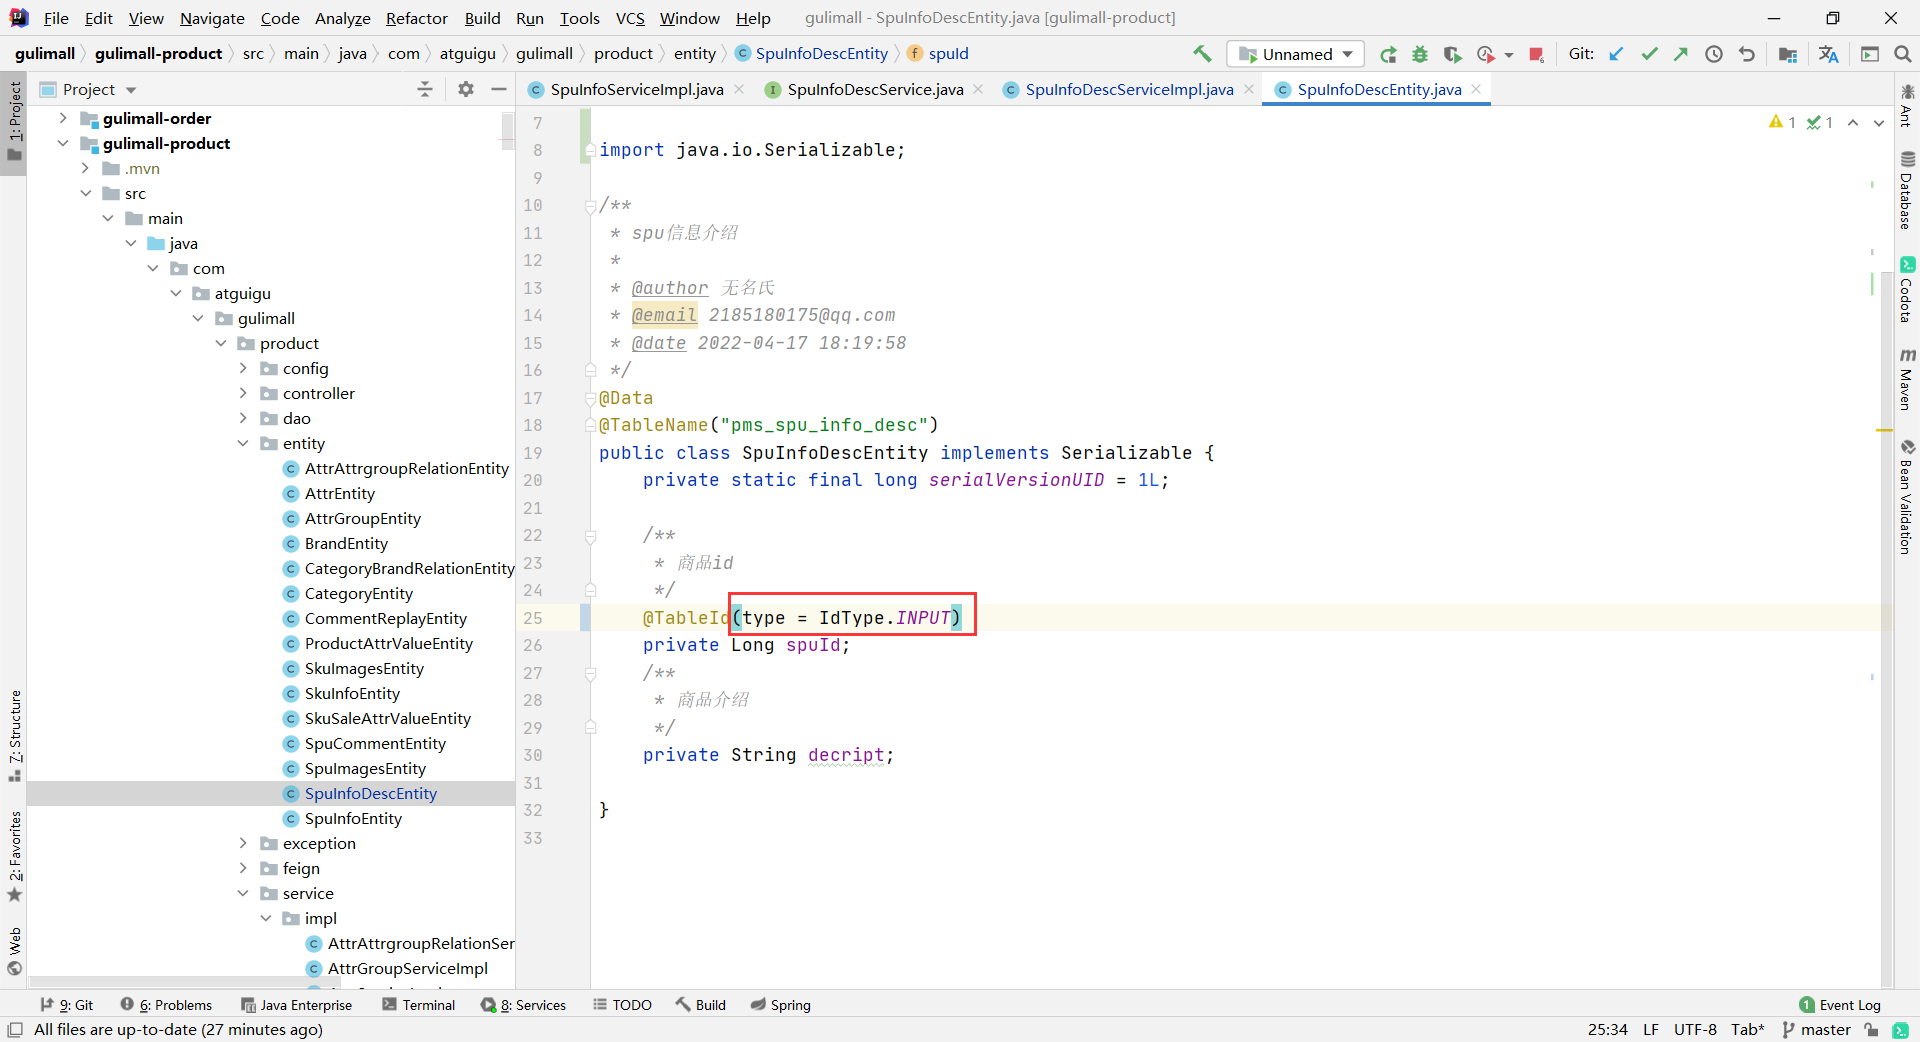 File Edit View Navigate Code Analyze Refactor Build Run Tools VCS Window Help gulimall - SpuInfoDescEntity.java [gulimall-product]
gulimall gulimall-product src main java com atguigu gulimall product entity SpuInfoDescEntity spuId Unnamed Git:
Project
SpuInfoServiceImpl.java SpuInfoDescService.java SpuInfoDescServiceImpl.java SpuInfoDescEntity.java
1: Project
7: Structure
2: Favorites
Web
gulimall-order
gulimall-product
.mvn
src
main
java
com
atguigu
gulimall
product
config
controller
dao
entity
AttrAttrgroupRelationEntity
AttrEntity
AttrGroupEntity
BrandEntity
CategoryBrandRelationEntity
CategoryEntity
CommentReplayEntity
ProductAttrValueEntity
SkuImagesEntity
SkuInfoEntity
SkuSaleAttrValueEntity
SpuCommentEntity
SpuImagesEntity
SpuInfoDescEntity
SpuInfoEntity
exception
feign
service
impl
AttrAttrgroupRelationSer
AttrGroupServiceImpl
7
8 import java.io.Serializable;
9
10 /**
11 * spu信息介绍
12 *
13 * @author 无名氏
14 * @email 2185180175@qq.com
15 * @date 2022-04-17 18:19:58
16 */
17 @Data
18 @TableName("pms_spu_info_desc")
19 public class SpuInfoDescEntity implements Serializable {
20 private static final long serialVersionUID = 1L;
21
22 /**
23 * 商品id
24 */
25 @TableId(type = IdType.INPUT)
26 private Long spuId;
27 /**
28 * 商品介绍
29 */
30 private String decript;
31
32 }
33
1 1
Ant
Database
Codota
Maven
Bean Validation
9: Git 6: Problems Java Enterprise Terminal 8: Services TODO Build Spring 1 Event Log
All files are up-to-date (27 minutes ago) 25:34 LF UTF-8 Tab* master